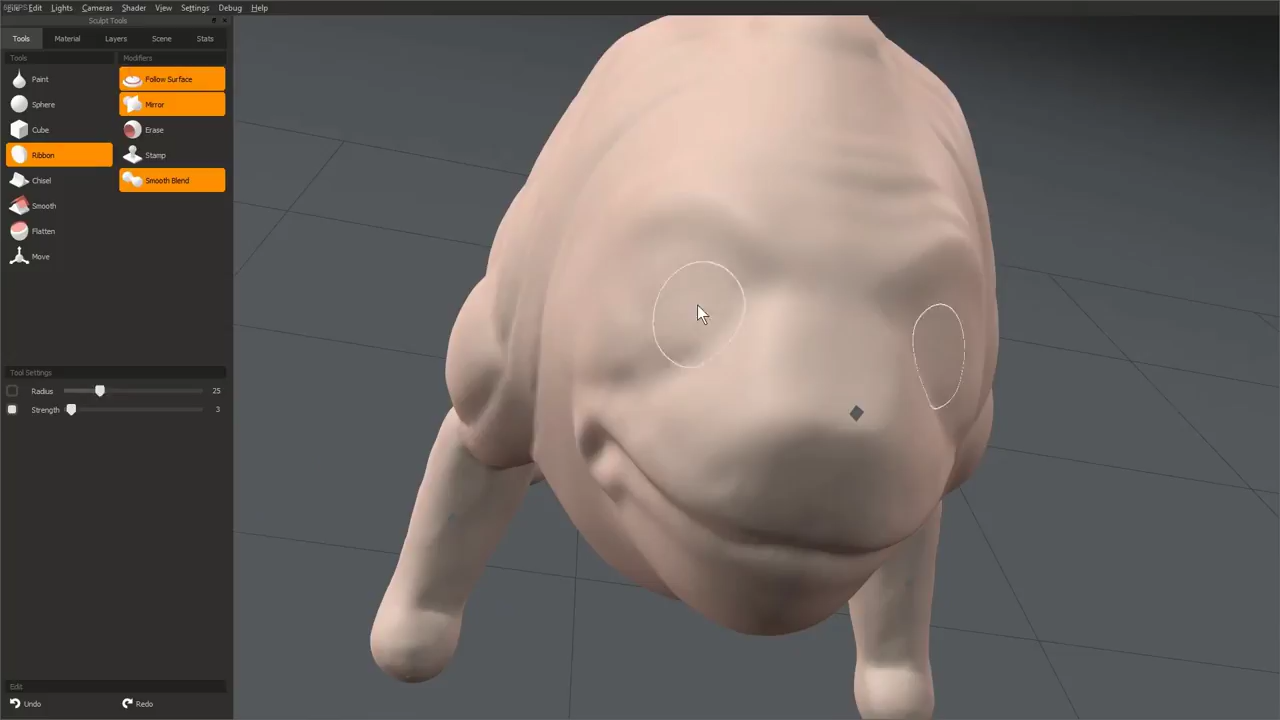 File Edit Lights Cameras Shader View Settings Debug Help
Sculpt Tools
Tools Material Layers Scene Stats
Tools Modifiers
Paint Follow Surface
Sphere Mirror
Cube Erase
Ribbon Stamp
Chisel Smooth Blend
Smooth
Flatten
Move
Tool Settings
Radius 25
Strength 3
Edit
Undo Redo